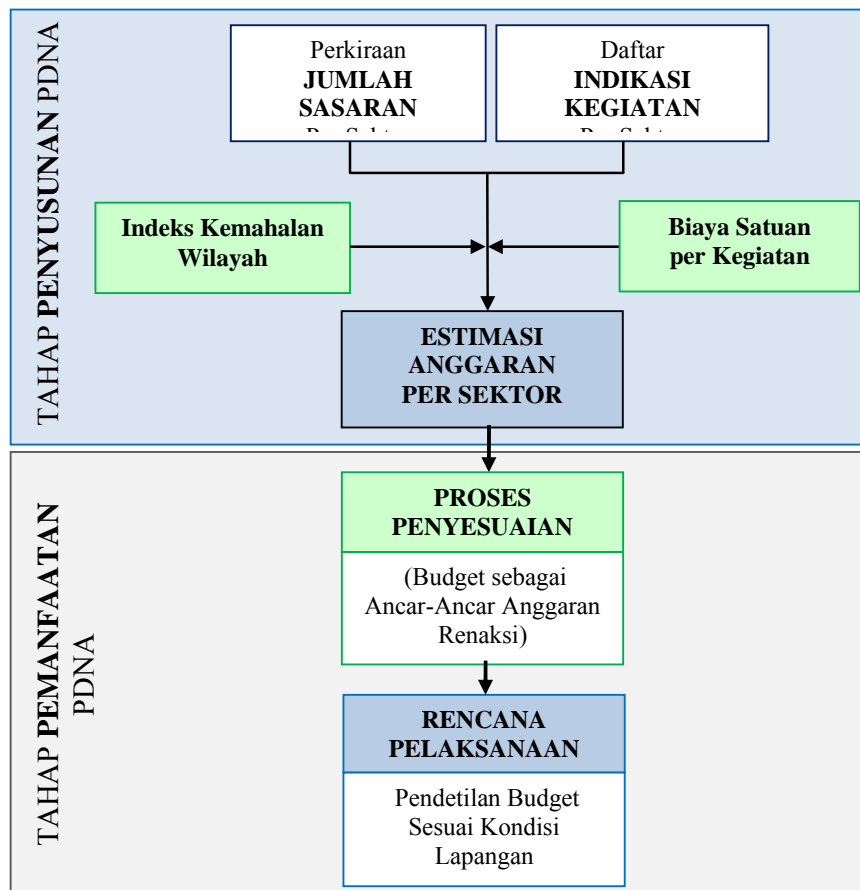 TAHAP PENYUSUNAN PDNA
Perkiraan
JUMLAH
SASARAN
Daftar
INDIKASI
KEGIATAN
Indeks Kemahalan
Wilayah
Biaya Satuan
per Kegiatan
ESTIMASI
ANGGARAN
PER SEKTOR
TAHAP PEMANFAATAN
PDNA
PROSES
PENYESUAIAN
(Budget sebagai
Ancar-Ancar Anggaran
Renaksi)
RENCANA
PELAKSANAAN
Pendetilan Budget
Sesuai Kondisi
Lapangan